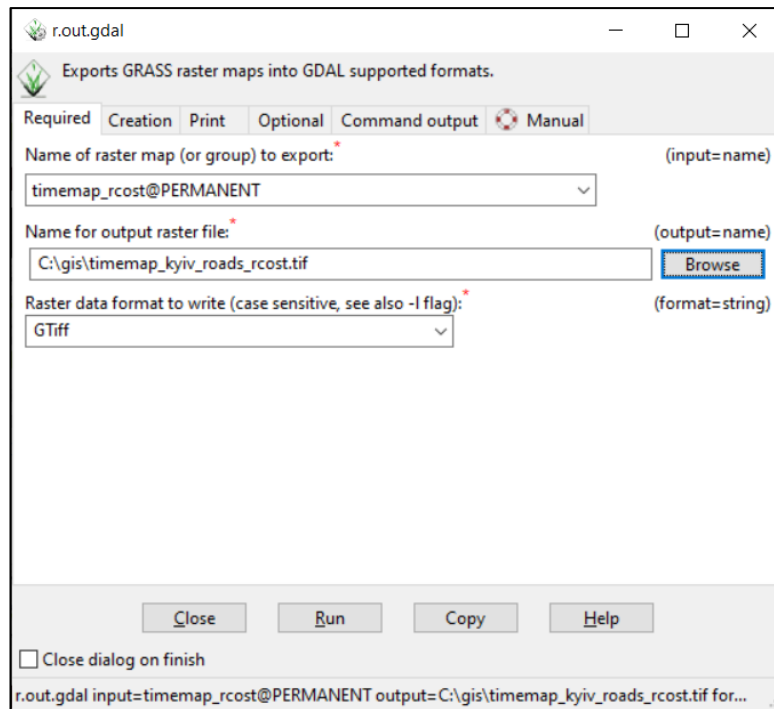 r.out.gdal
Exports GRASS raster maps into GDAL supported formats.
Required Creation Print Optional Command output Manual
Name of raster map (or group) to export:* (input=name)
timemap_rcost@PERMANENT
Name for output raster file:* (output=name)
C:\gis\timemap_kyiv_roads_rcost.tif Browse
Raster data format to write (case sensitive, see also -l flag):* (format=string)
GTiff
Close Run Copy Help
Close dialog on finish
r.out.gdal input=timemap_rcost@PERMANENT output=C:\gis\timemap_kyiv_roads_rcost.tif for...